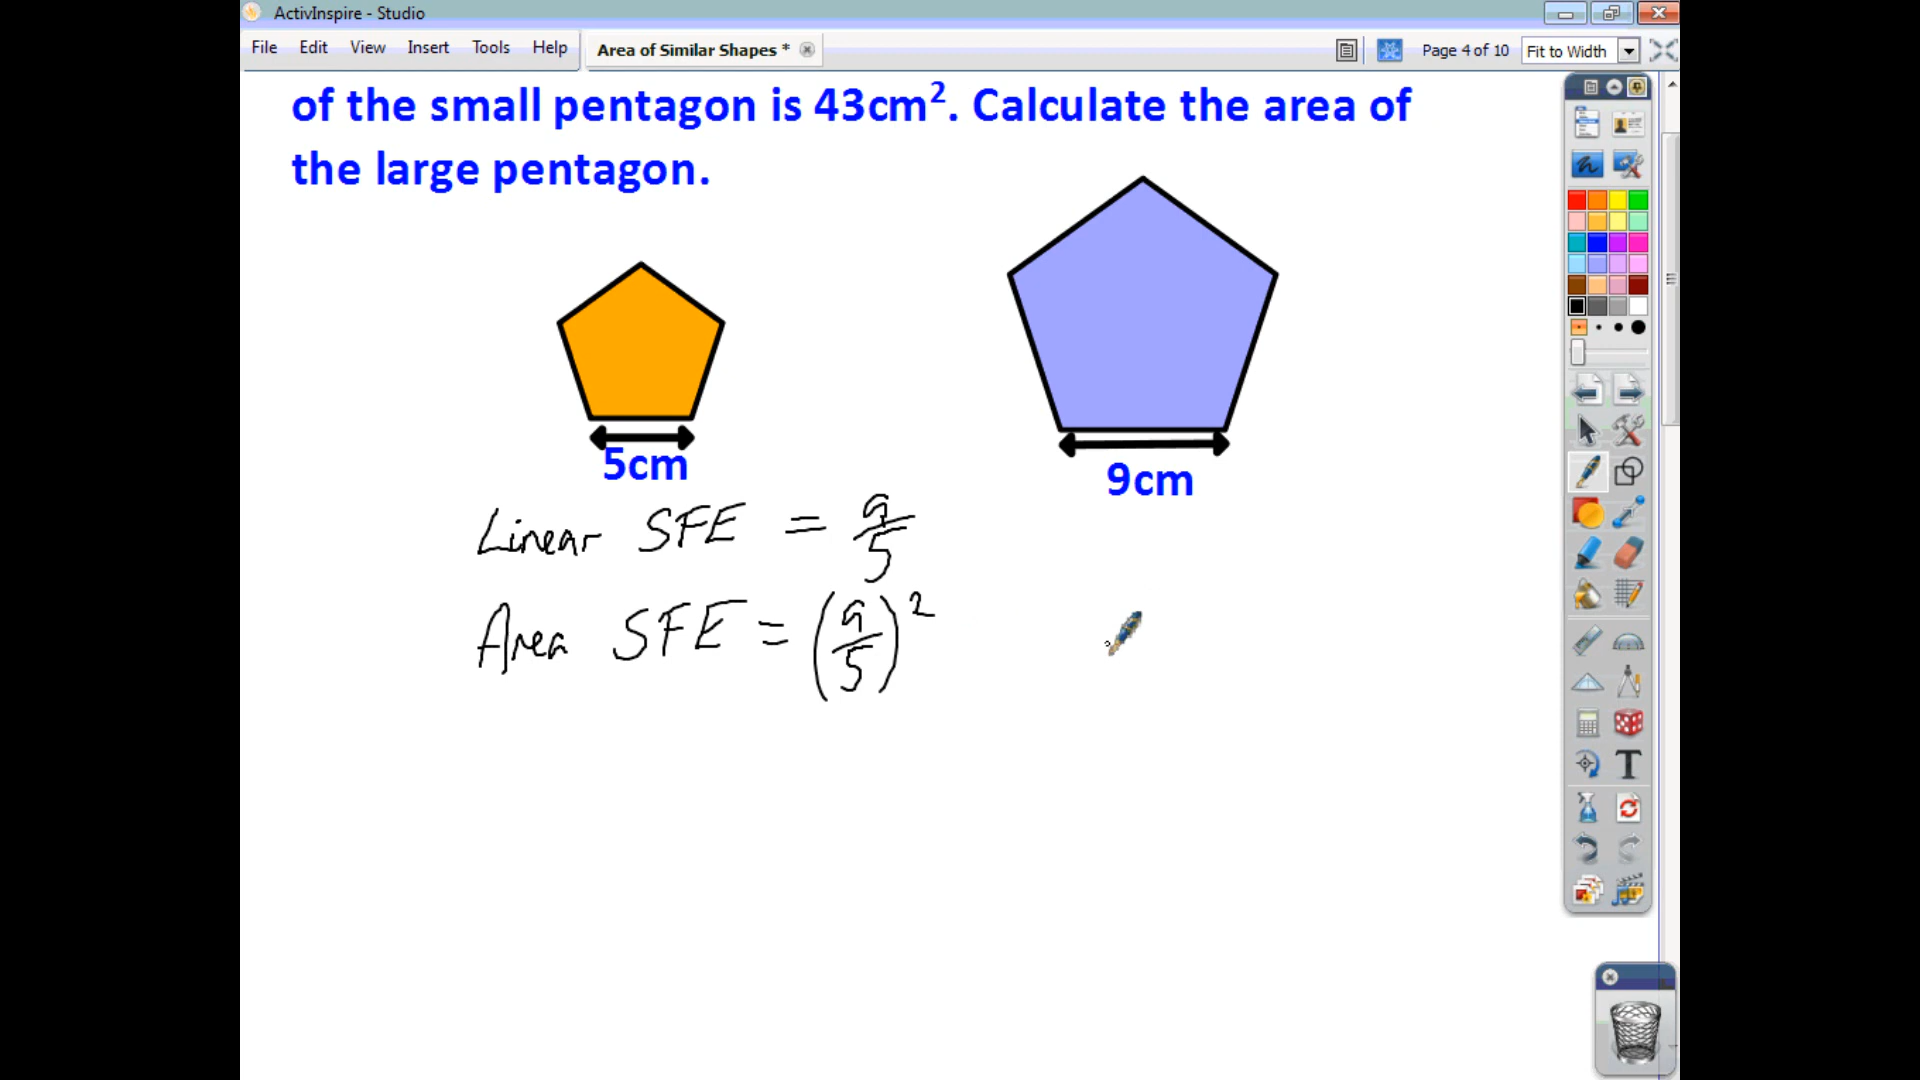 ActivInspire - Studio
File Edit View Insert Tools Help Area of Similar Shapes * Page 4 of 10 Fit to Width
of the small pentagon is 43cm². Calculate the area of
the large pentagon.
5cm
9cm
Linear SFE = 9/5
Area SFE = (9/5)²